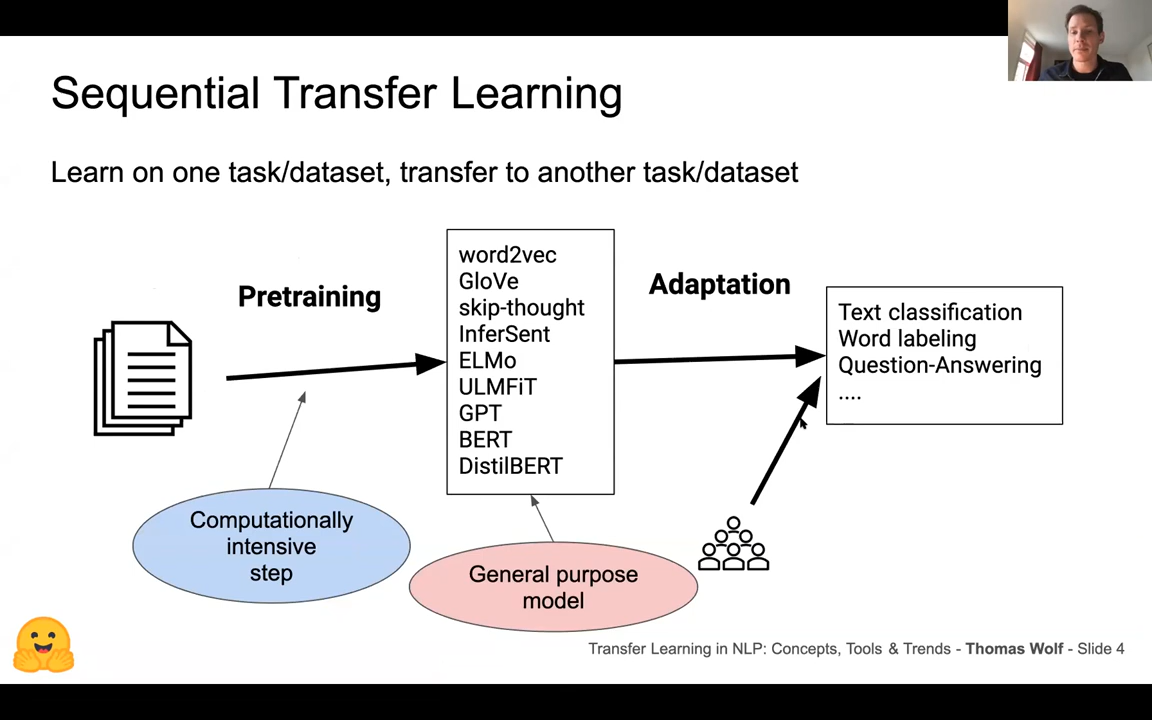 Sequential Transfer Learning
Learn on one task/dataset, transfer to another task/dataset
Pretraining
word2vec
GloVe
skip-thought
InferSent
ELMo
ULMFiT
GPT
BERT
DistilBERT
Adaptation
Text classification
Word labeling
Question-Answering
....
Computationally
intensive
step
General purpose
model
Transfer Learning in NLP: Concepts, Tools & Trends - Thomas Wolf - Slide 4